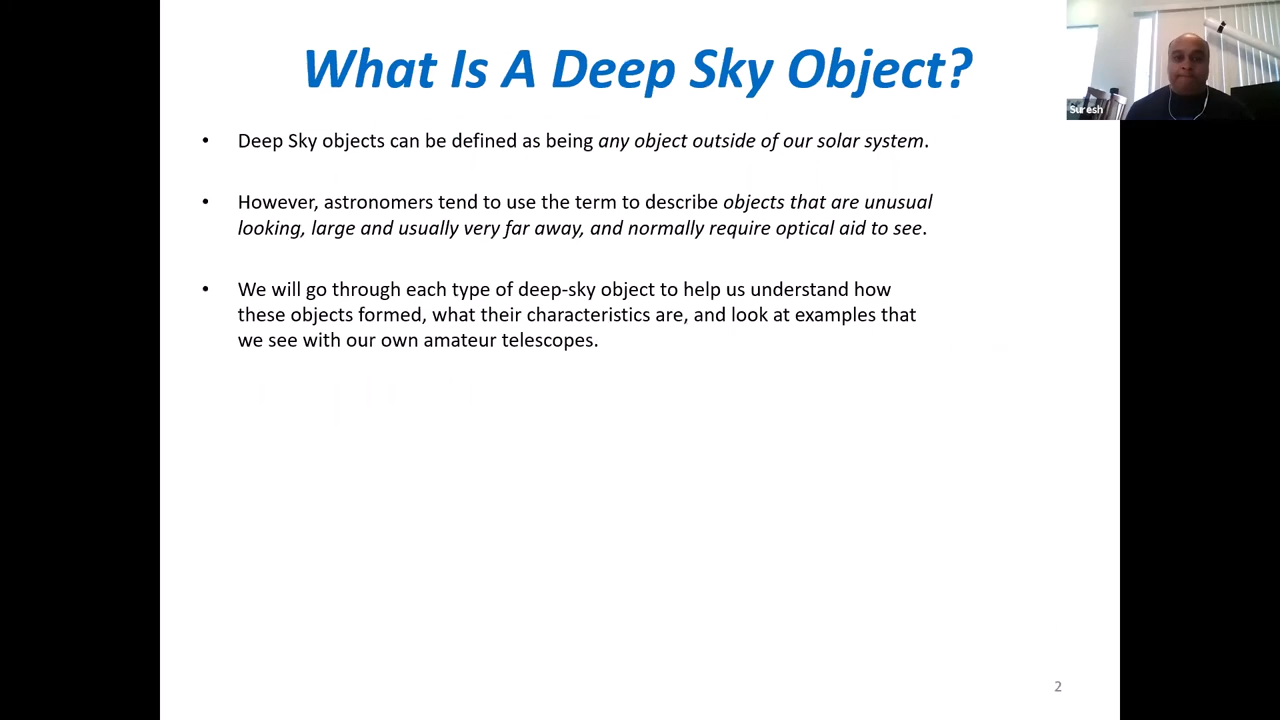 What Is A Deep Sky Object?
Suresh
• Deep Sky objects can be defined as being any object outside of our solar system.
• However, astronomers tend to use the term to describe objects that are unusual
looking, large and usually very far away, and normally require optical aid to see.
• We will go through each type of deep-sky object to help us understand how
these objects formed, what their characteristics are, and look at examples that
we see with our own amateur telescopes.
2